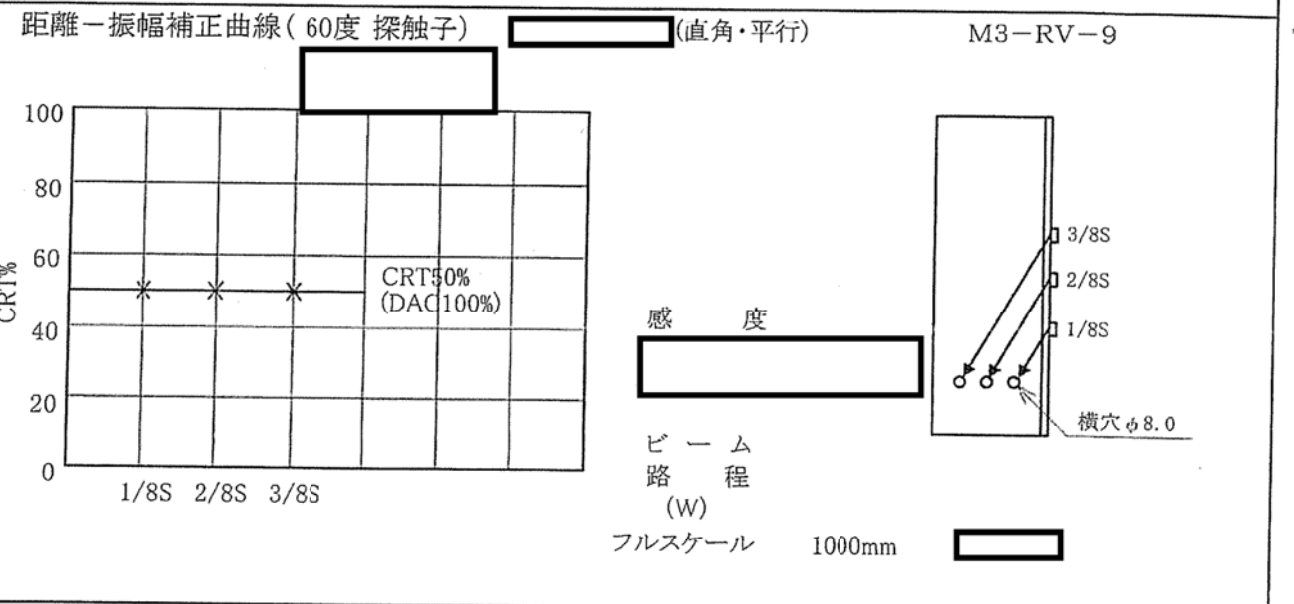 距離－振幅補正曲線( 60度 探触子)
(直角・平行)
M3－RV－9
100
80
60
40
20
0
CRT%
CRT50%
(DAC100%)
1/8S 2/8S 3/8S
感 度
ビ ー ム
路 程
(W)
フルスケール 1000mm
3/8S
2/8S
1/8S
横穴φ8.0